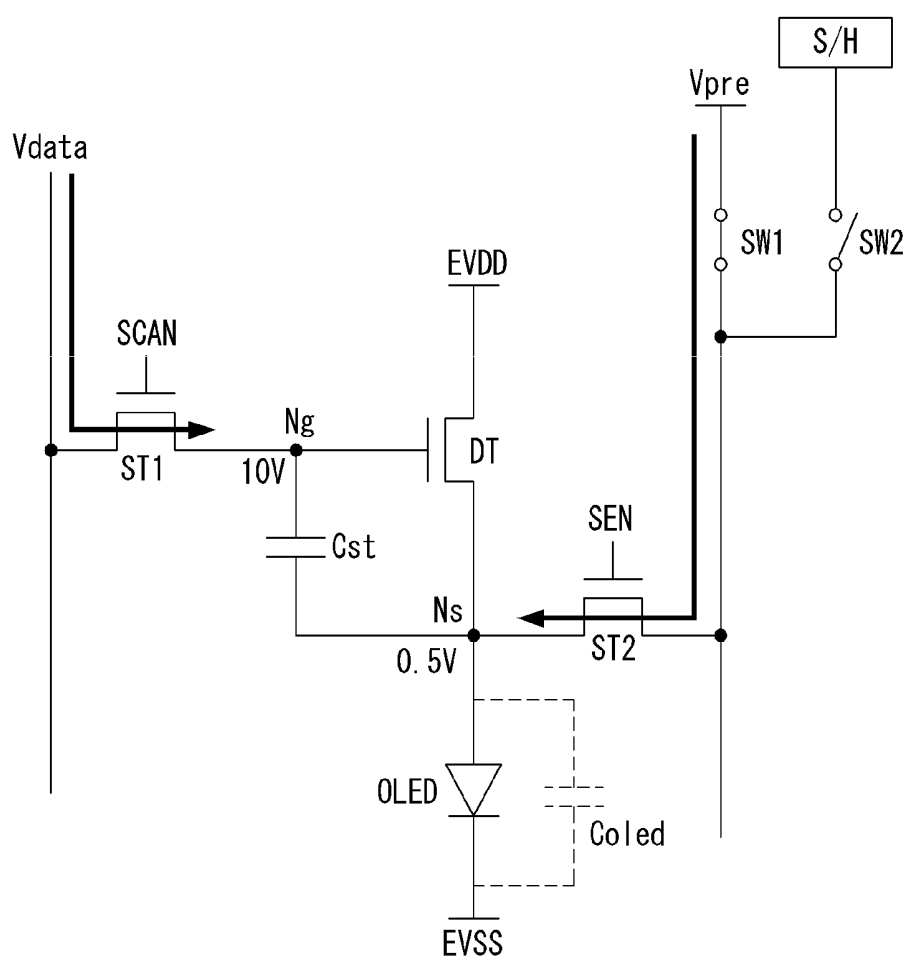 S/H
Vpre
Vdata
SW1
SW2
EVDD
SCAN
Ng
DT
10V
ST1
SEN
Cst
Ns
ST2
0.5V
OLED
Coled
EVSS